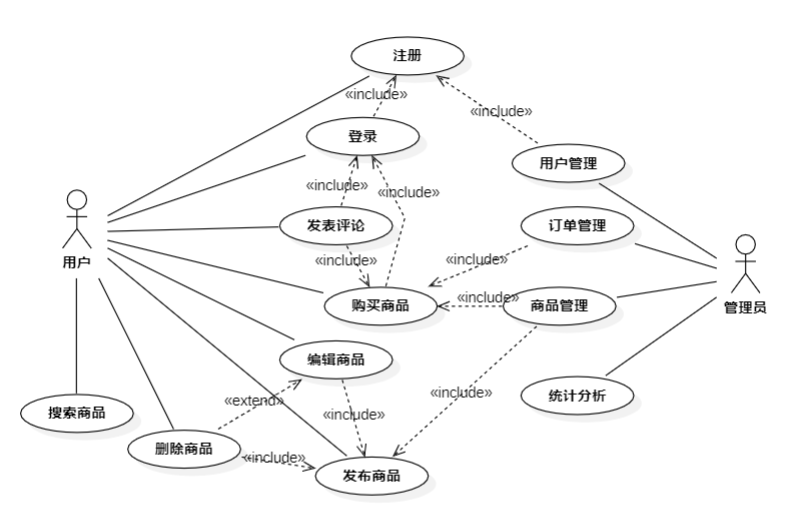 注册
«include»
«include»
登录
用户管理
«include»
«include»
发表评论
订单管理
用户
«include»
«include»
购买商品
«include»
商品管理
管理员
编辑商品
«extend»
«include»
«include»
统计分析
搜索商品
删除商品
«include»
发布商品